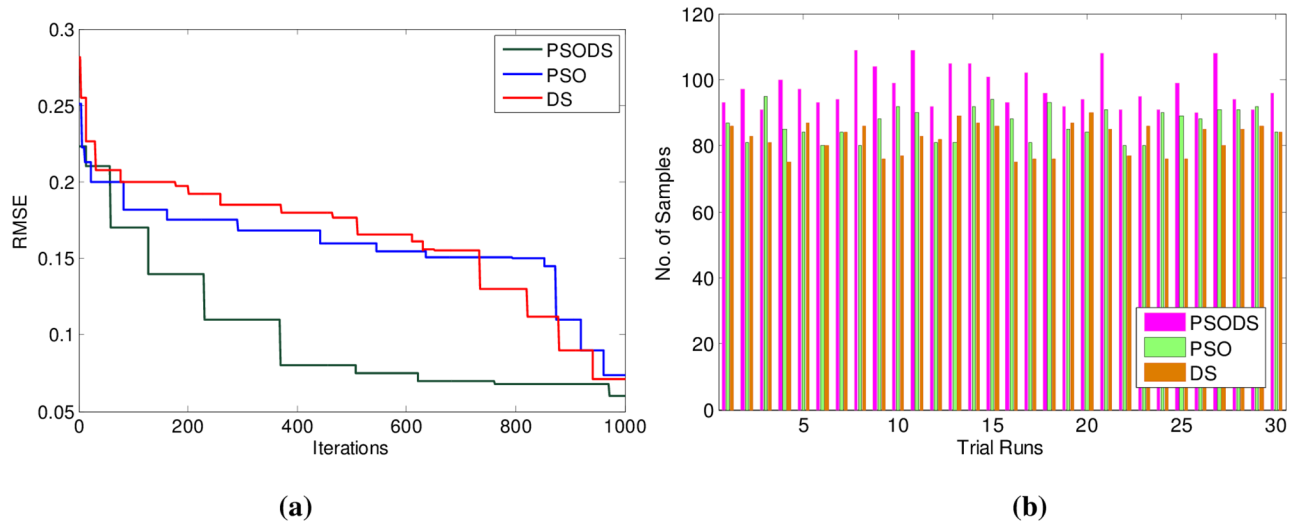 0.3
0.25
0.2
0.15
0.1
0.05
RMSE
0
200
400
600
800
1000
Iterations
PSODS
PSO
DS
(a)
120
100
80
60
40
20
0
No. of Samples
5
10
15
20
25
30
Trial Runs
PSODS
PSO
DS
(b)